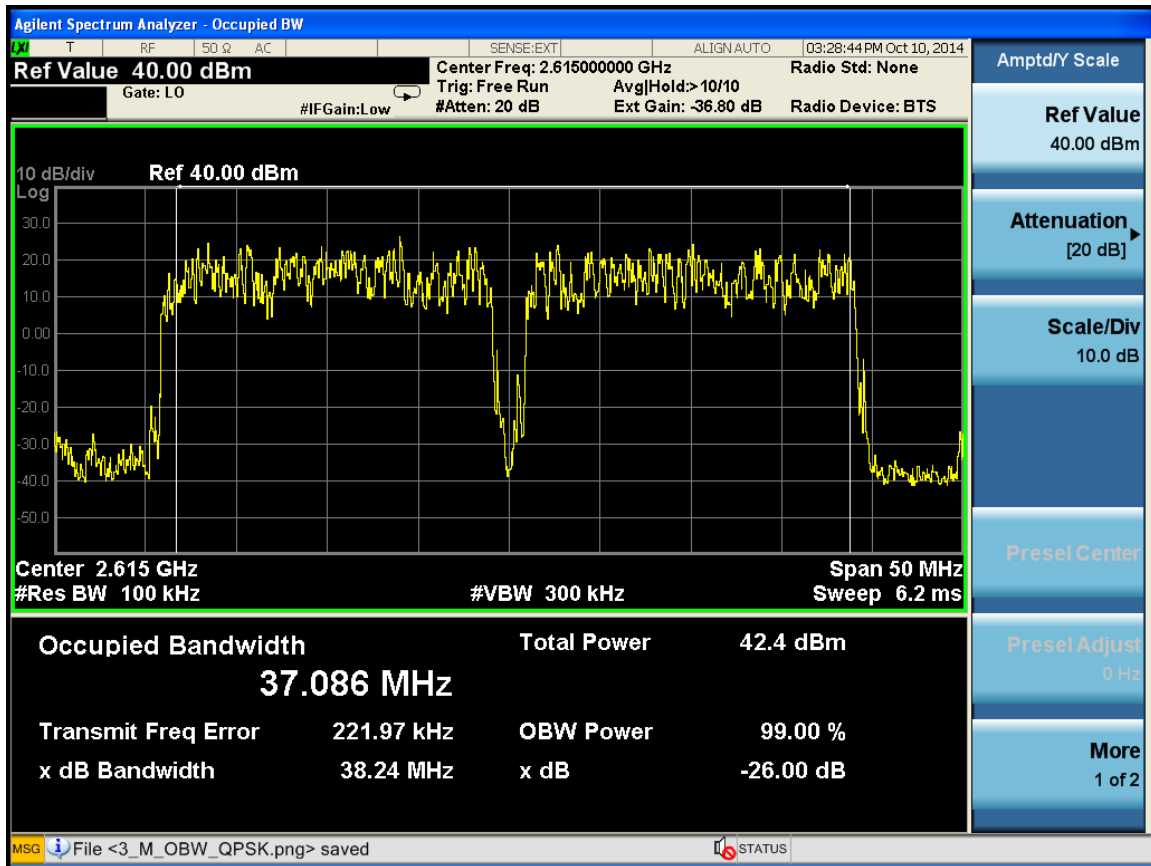 Agilent Spectrum Analyzer - Occupied BW
LXI T RF 50 Ω AC SENSE:EXT ALIGN AUTO 03:28:44 PM Oct 10, 2014
Ref Value 40.00 dBm
Center Freq: 2.615000000 GHz Radio Std: None
Gate: LO Trig: Free Run Avg|Hold:>10/10
#IFGain:Low #Atten: 20 dB Ext Gain: -36.80 dB Radio Device: BTS
10 dB/div Ref 40.00 dBm
Log
30.0
20.0
10.0
0.00
-10.0
-20.0
-30.0
-40.0
-50.0
Center 2.615 GHz Span 50 MHz
#Res BW 100 kHz #VBW 300 kHz Sweep 6.2 ms
Occupied Bandwidth Total Power 42.4 dBm
37.086 MHz
Transmit Freq Error 221.97 kHz OBW Power 99.00 %
x dB Bandwidth 38.24 MHz x dB -26.00 dB
Amptd/Y Scale
Ref Value
40.00 dBm
Attenuation
[20 dB]
Scale/Div
10.0 dB
Presel Center
Presel Adjust
0 Hz
More
1 of 2
MSG File <3_M_OBW_QPSK.png> saved STATUS